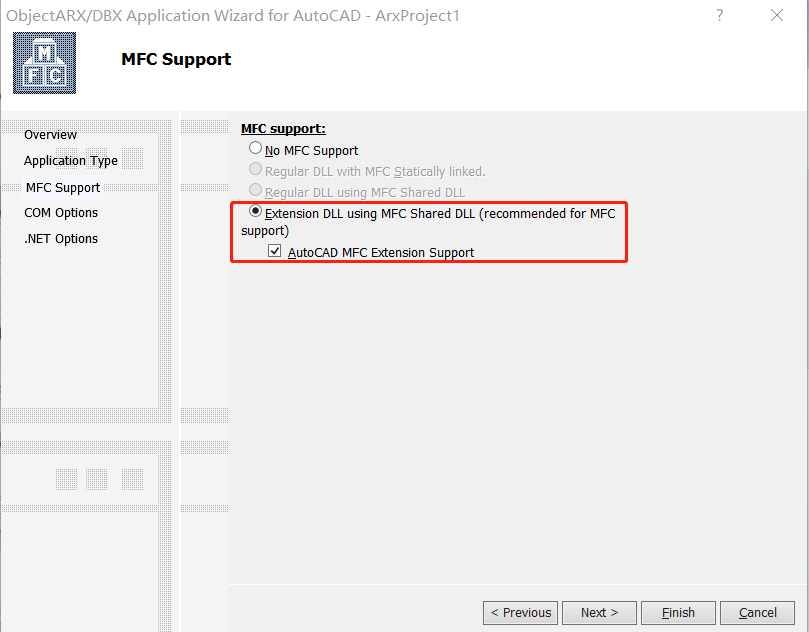 ObjectARX/DBX Application Wizard for AutoCAD - ArxProject1
?
MFC
MFC Support
Overview
Application Type
MFC Support
COM Options
.NET Options
MFC support:
No MFC Support
Regular DLL with MFC Statically linked.
Regular DLL using MFC Shared DLL
Extension DLL using MFC Shared DLL (recommended for MFC
support)
AutoCAD MFC Extension Support
< Previous
Next >
Finish
Cancel